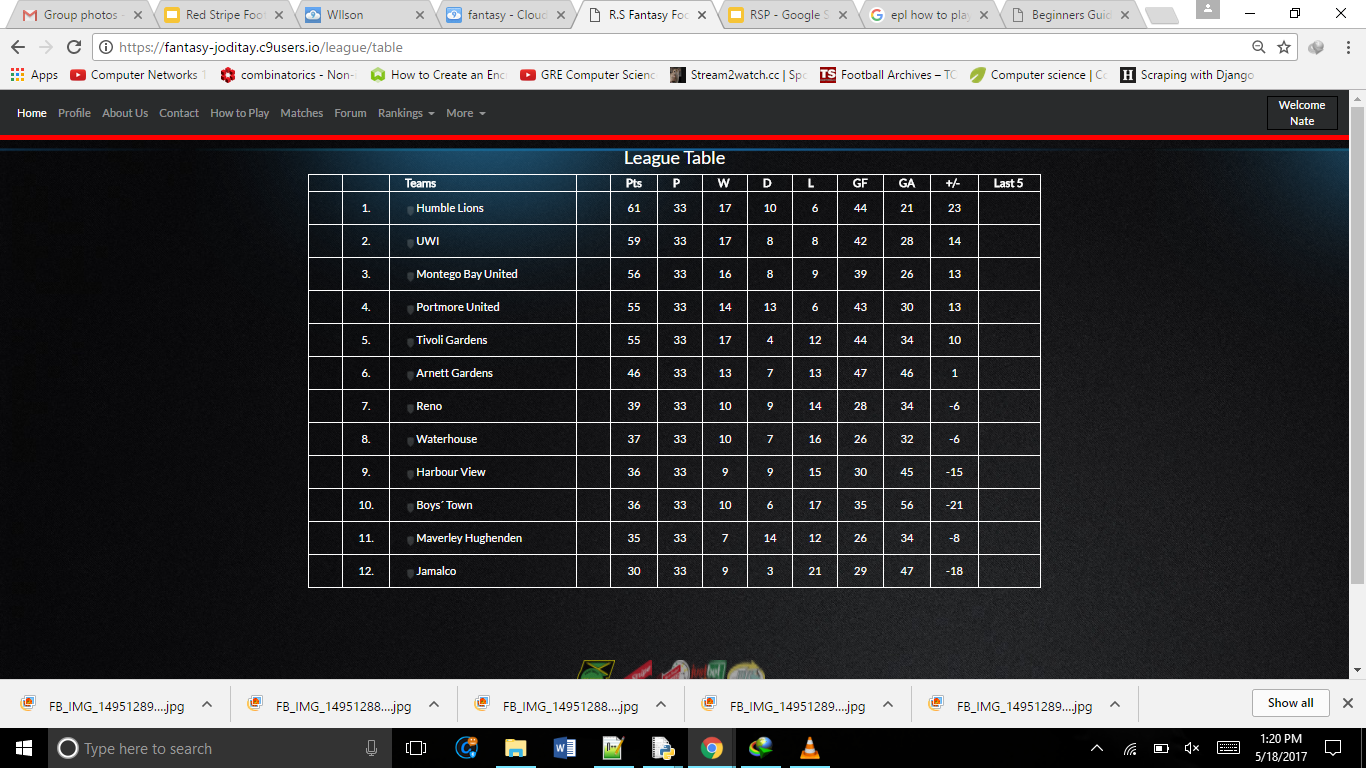 Group photos -
Red Stripe Foot
WIlson
fantasy - Cloud
R.S Fantasy Foo
RSP - Google S
epl how to play
Beginners Guid
https://fantasy-joditay.c9users.io/league/table
Apps Computer Networks combinatorics - Non- How to Create an Enc GRE Computer Scienc Stream2watch.cc | Spo TS Football Archives – TC Computer science | C H Scraping with Django
Home Profile About Us Contact How to Play Matches Forum Rankings More Welcome Nate
League Table
Teams Pts P W D L GF GA +/- Last 5
1. Humble Lions 61 33 17 10 6 44 21 23
2. UWI 59 33 17 8 8 42 28 14
3. Montego Bay United 56 33 16 8 9 39 26 13
4. Portmore United 55 33 14 13 6 43 30 13
5. Tivoli Gardens 55 33 17 4 12 44 34 10
6. Arnett Gardens 46 33 13 7 13 47 46 1
7. Reno 39 33 10 9 14 28 34 -6
8. Waterhouse 37 33 10 7 16 26 32 -6
9. Harbour View 36 33 9 9 15 30 45 -15
10. Boys´ Town 36 33 10 6 17 35 56 -21
11. Maverley Hughenden 35 33 7 14 12 26 34 -8
12. Jamalco 30 33 9 3 21 29 47 -18
FB_IMG_14951289....jpg FB_IMG_14951288....jpg FB_IMG_14951288....jpg FB_IMG_14951289....jpg FB_IMG_14951289....jpg Show all
Type here to search
1:20 PM
5/18/2017